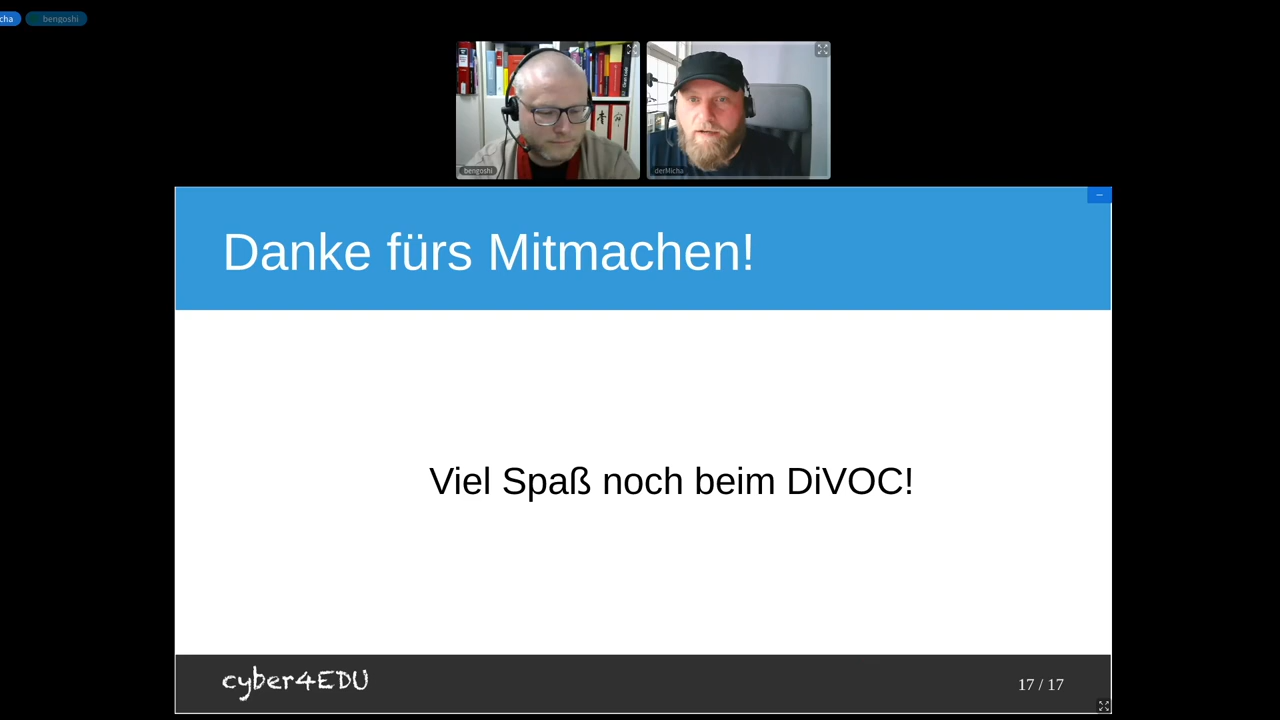 cha
bengoshi
bengoshi
derMicha
Danke fürs Mitmachen!
Viel Spaß noch beim DiVOC!
cyber4EDU
17 / 17